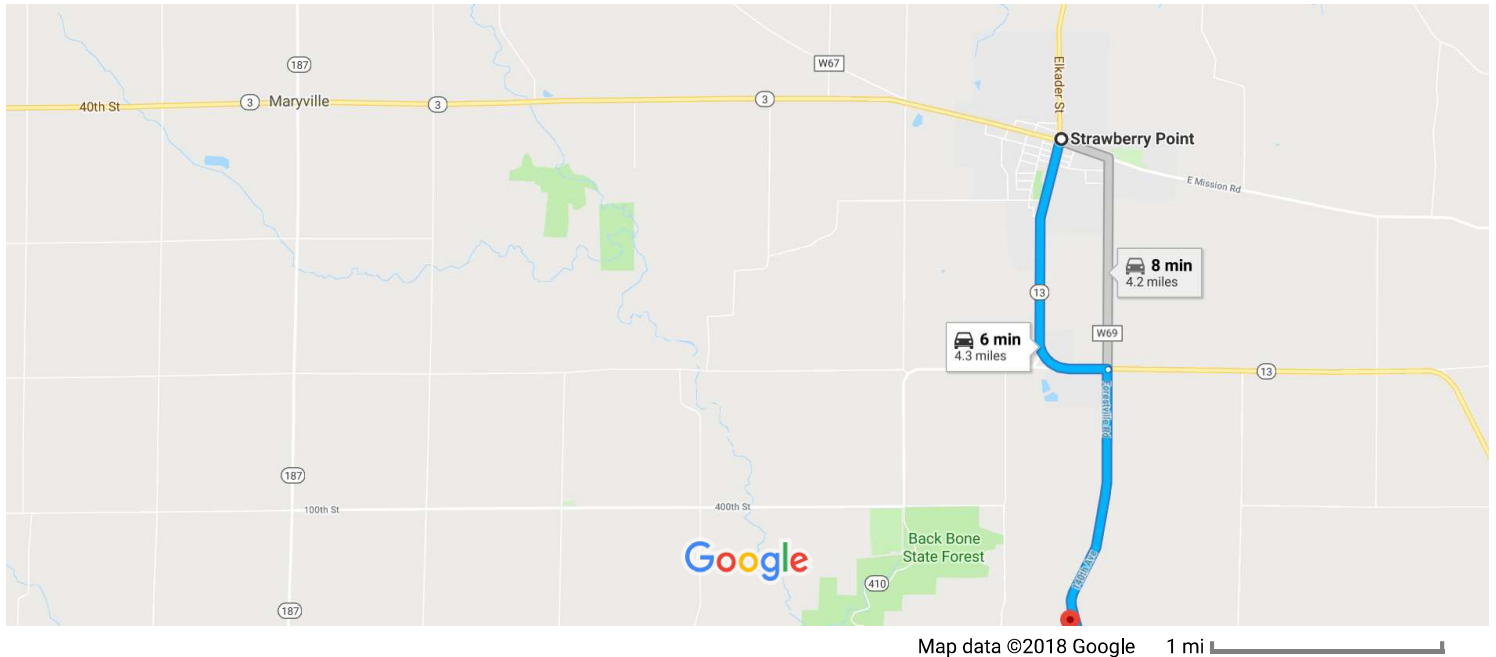 187
W67
Elkader St
40th St
3
Maryville
3
3
Strawberry Point
E Mission Rd
8 min
4.2 miles
13
W69
6 min
4.3 miles
13
Forestville Rd
187
100th St
400th St
Back Bone
State Forest
Google
410
187
Map data ©2018 Google
1 mi